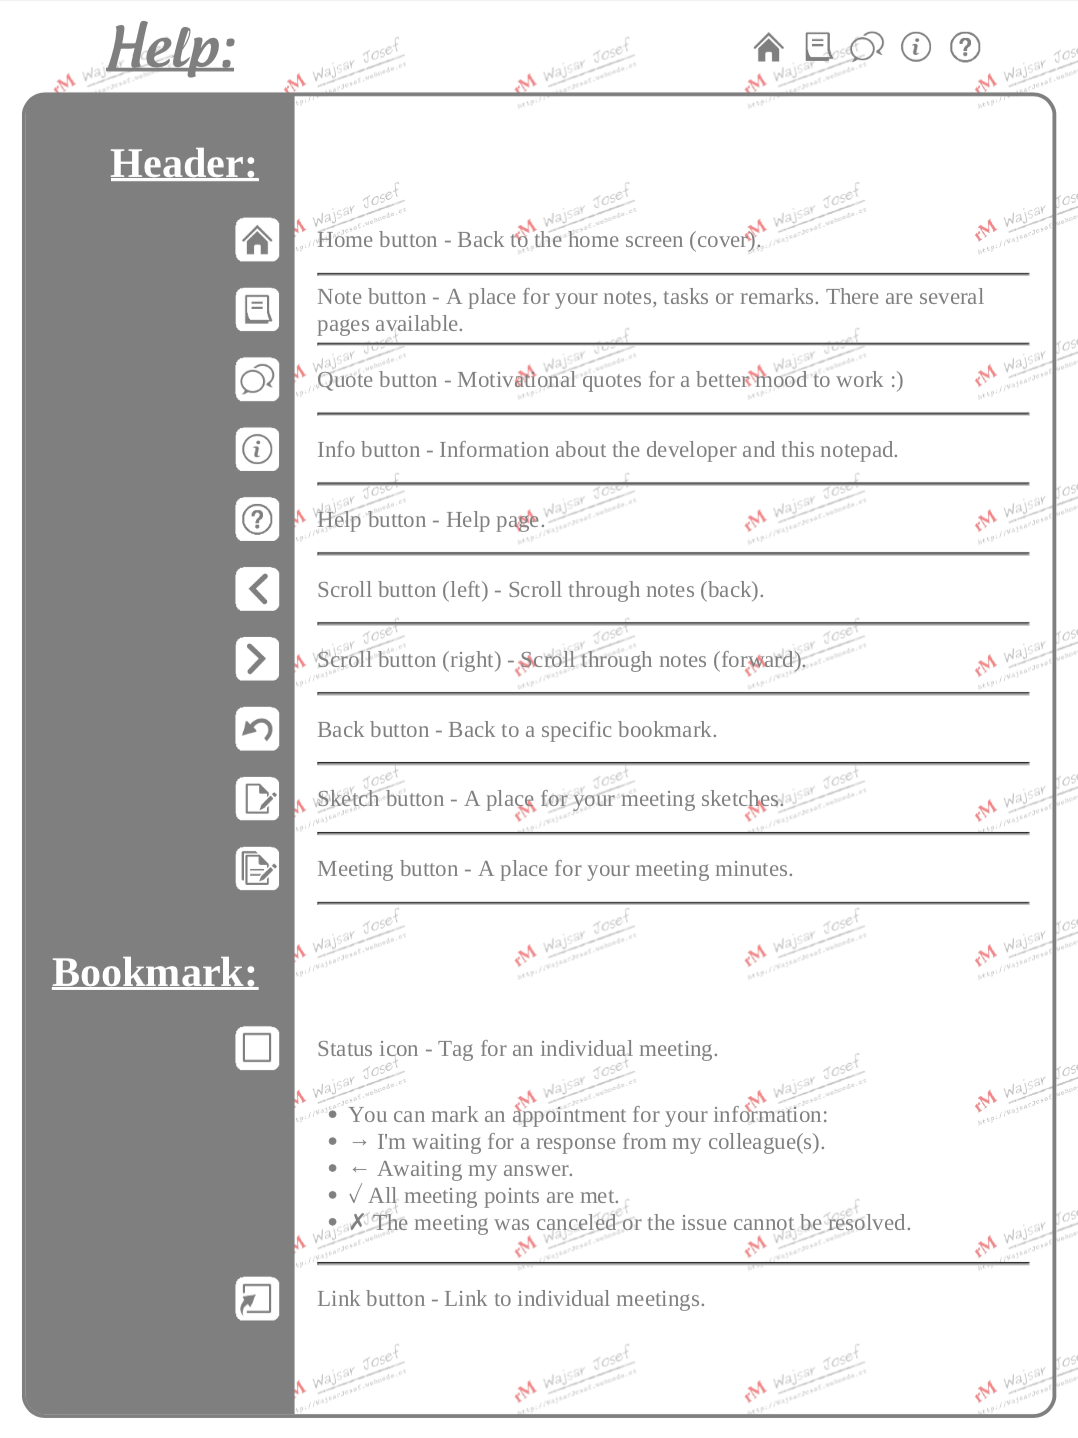 Help:
Header:
Home button - Back to the home screen (cover).
Note button - A place for your notes, tasks or remarks. There are several
pages available.
Quote button - Motivational quotes for a better mood to work :)
Info button - Information about the developer and this notepad.
Help button - Help page.
Scroll button (left) - Scroll through notes (back).
Scroll button (right) - Scroll through notes (forward).
Back button - Back to a specific bookmark.
Sketch button - A place for your meeting sketches.
Meeting button - A place for your meeting minutes.
Bookmark:
Status icon - Tag for an individual meeting.
• You can mark an appointment for your information:
• → I'm waiting for a response from my colleague(s).
• ← Awaiting my answer.
• √ All meeting points are met.
• ✗ The meeting was canceled or the issue cannot be resolved.
Link button - Link to individual meetings.
rM Wajsar Josef